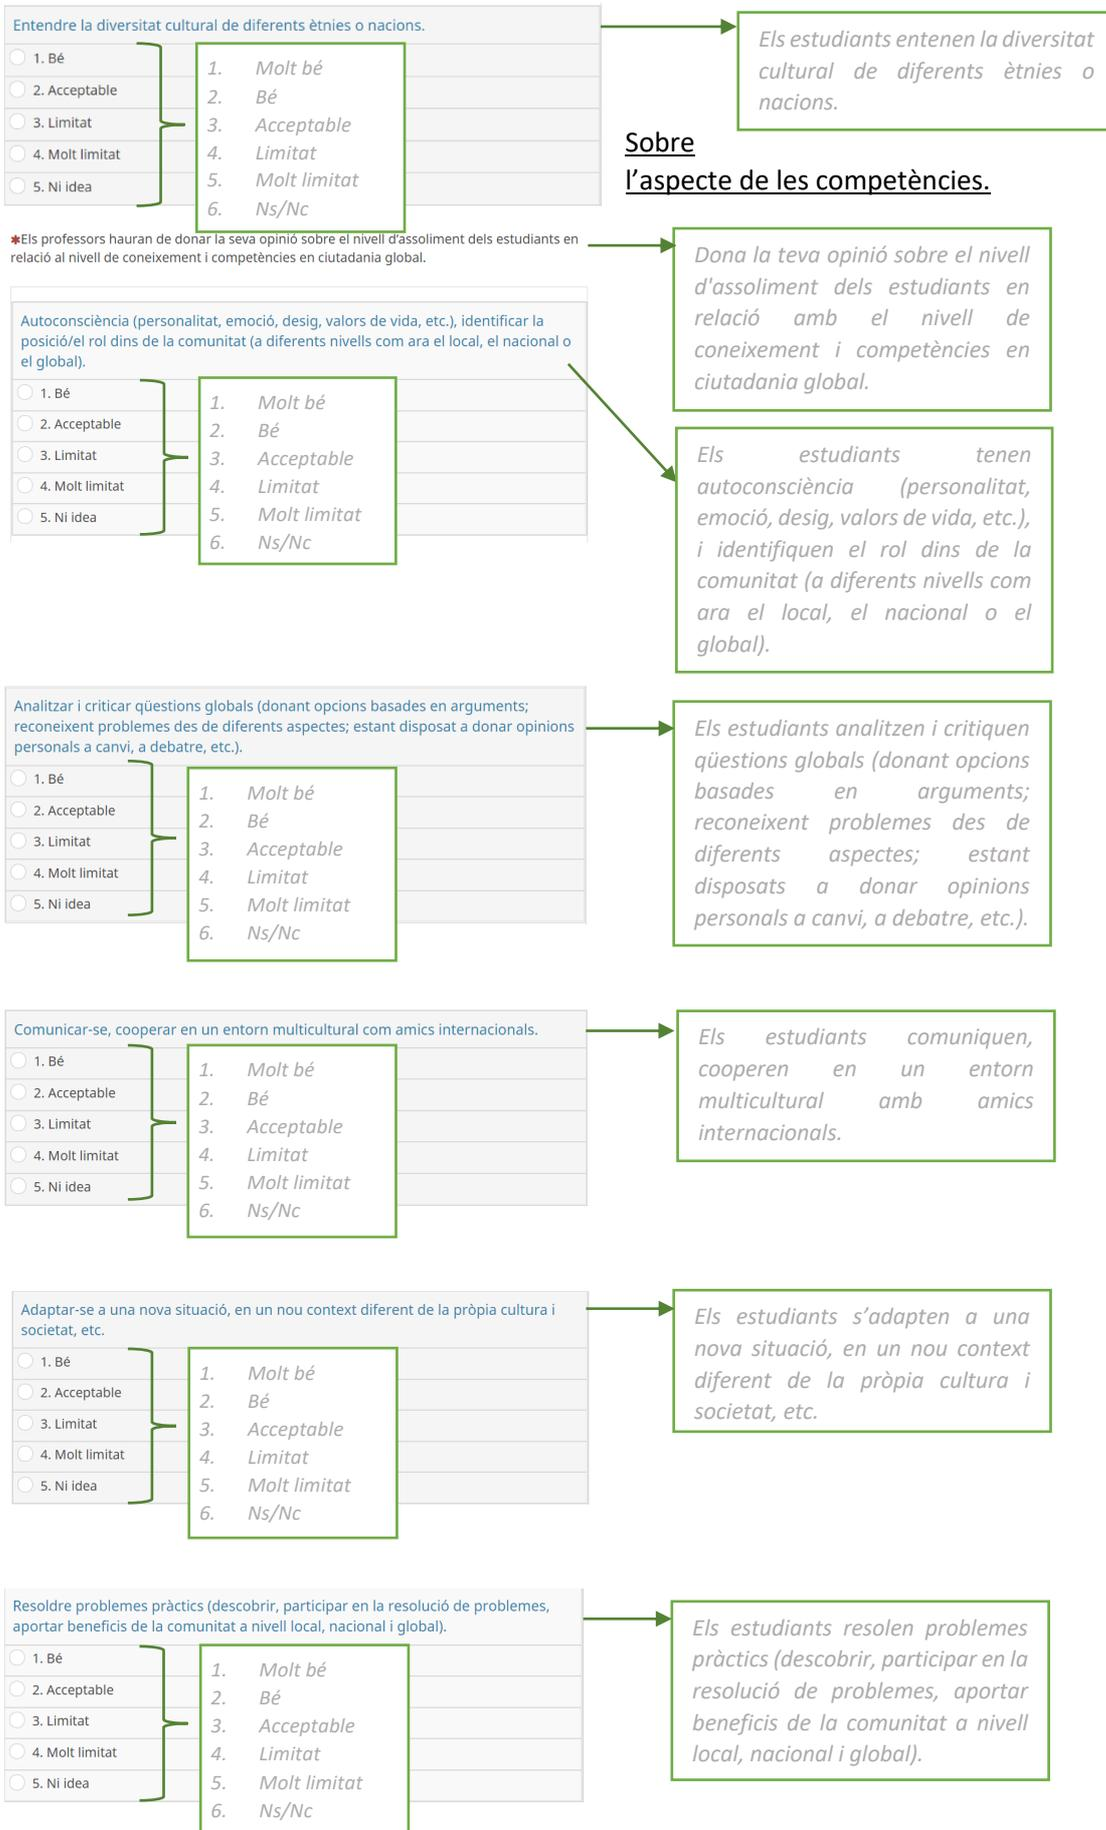 Entendre la diversitat cultural de diferents ètnies o nacions.
1. Bé
2. Acceptable
3. Limitat
4. Molt limitat
5. Ni idea
1. Molt bé
2. Bé
3. Acceptable
4. Limitat
5. Molt limitat
6. Ns/Nc
Els estudiants entenen la diversitat
cultural de diferents ètnies o
nacions.
Sobre
l’aspecte de les competències.
✱Els professors hauran de donar la seva opinió sobre el nivell d'assoliment dels estudiants en
relació al nivell de coneixement i competències en ciutadania global.
Dona la teva opinió sobre el nivell
d'assoliment dels estudiants en
relació amb el nivell de
coneixement i competències en
ciutadania global.
Autoconsciència (personalitat, emoció, desig, valors de vida, etc.), identificar la
posició/el rol dins de la comunitat (a diferents nivells com ara el local, el nacional o
el global).
1. Bé
2. Acceptable
3. Limitat
4. Molt limitat
5. Ni idea
1. Molt bé
2. Bé
3. Acceptable
4. Limitat
5. Molt limitat
6. Ns/Nc
Els estudiants tenen
autoconsciència (personalitat,
emoció, desig, valors de vida, etc.),
i identifiquen el rol dins de la
comunitat (a diferents nivells com
ara el local, el nacional o el
global).
Analitzar i criticar qüestions globals (donant opcions basades en arguments;
reconeixent problemes des de diferents aspectes; estant disposat a donar opinions
personals a canvi, a debatre, etc.).
1. Bé
2. Acceptable
3. Limitat
4. Molt limitat
5. Ni idea
1. Molt bé
2. Bé
3. Acceptable
4. Limitat
5. Molt limitat
6. Ns/Nc
Els estudiants analitzen i critiquen
qüestions globals (donant opcions
basades en arguments;
reconeixent problemes des de
diferents aspectes; estant
disposats a donar opinions
personals a canvi, a debatre, etc.).
Comunicar-se, cooperar en un entorn multicultural com amics internacionals.
1. Bé
2. Acceptable
3. Limitat
4. Molt limitat
5. Ni idea
1. Molt bé
2. Bé
3. Acceptable
4. Limitat
5. Molt limitat
6. Ns/Nc
Els estudiants comuniquen,
cooperen en un entorn
multicultural amb amics
internacionals.
Adaptar-se a una nova situació, en un nou context diferent de la pròpia cultura i
societat, etc.
1. Bé
2. Acceptable
3. Limitat
4. Molt limitat
5. Ni idea
1. Molt bé
2. Bé
3. Acceptable
4. Limitat
5. Molt limitat
6. Ns/Nc
Els estudiants s’adapten a una
nova situació, en un nou context
diferent de la pròpia cultura i
societat, etc.
Resoldre problemes pràctics (descobrir, participar en la resolució de problemes,
aportar beneficis de la comunitat a nivell local, nacional i global).
1. Bé
2. Acceptable
3. Limitat
4. Molt limitat
5. Ni idea
1. Molt bé
2. Bé
3. Acceptable
4. Limitat
5. Molt limitat
6. Ns/Nc
Els estudiants resolen problemes
pràctics (descobrir, participar en la
resolució de problemes, aportar
beneficis de la comunitat a nivell
local, nacional i global).